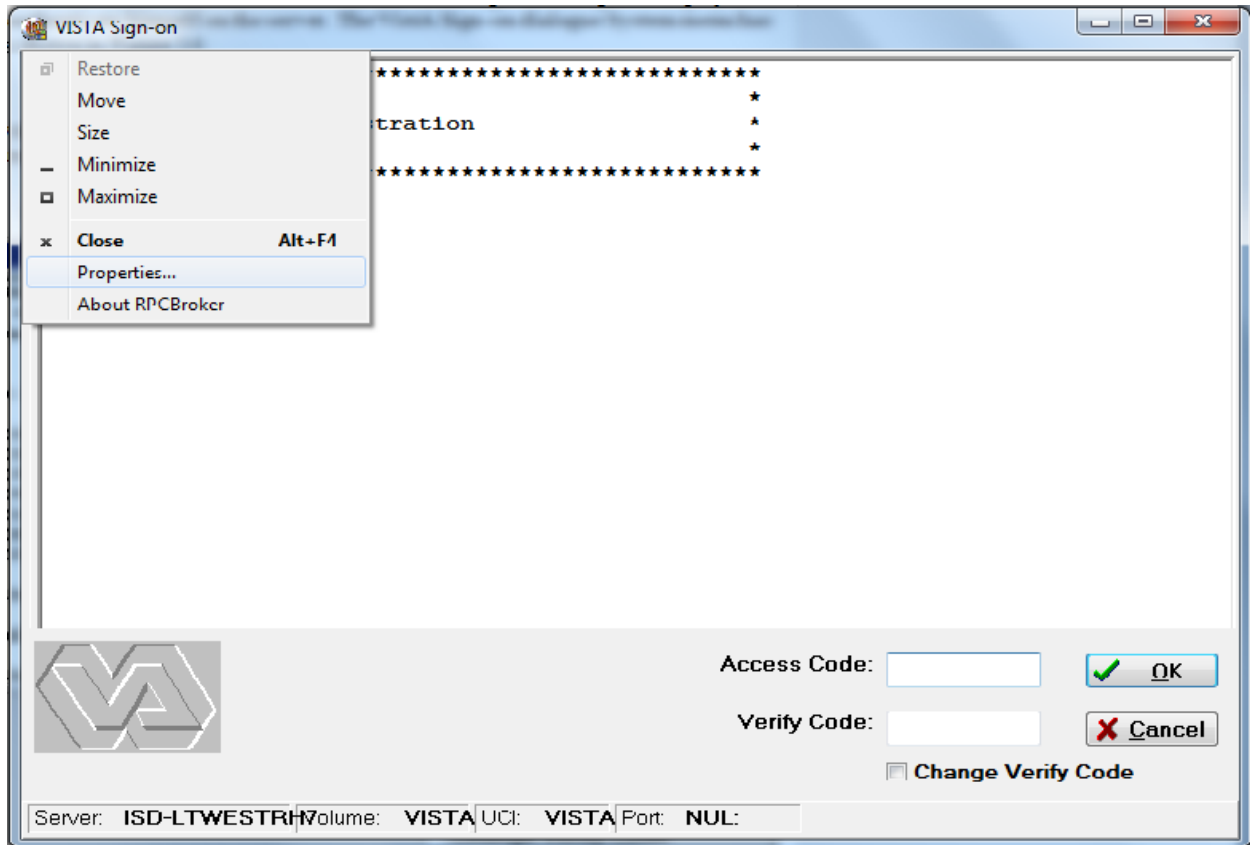 VISTA Sign-on
Restore
Move
Size
Minimize
Maximize
Close Alt+F4
Properties...
About RPCBroker
****************************
*
tration *
*
****************************
Access Code:
OK
Verify Code:
Cancel
Change Verify Code
Server: ISD-LTWESTRH Volume: VISTA UCI: VISTA Port: NUL: